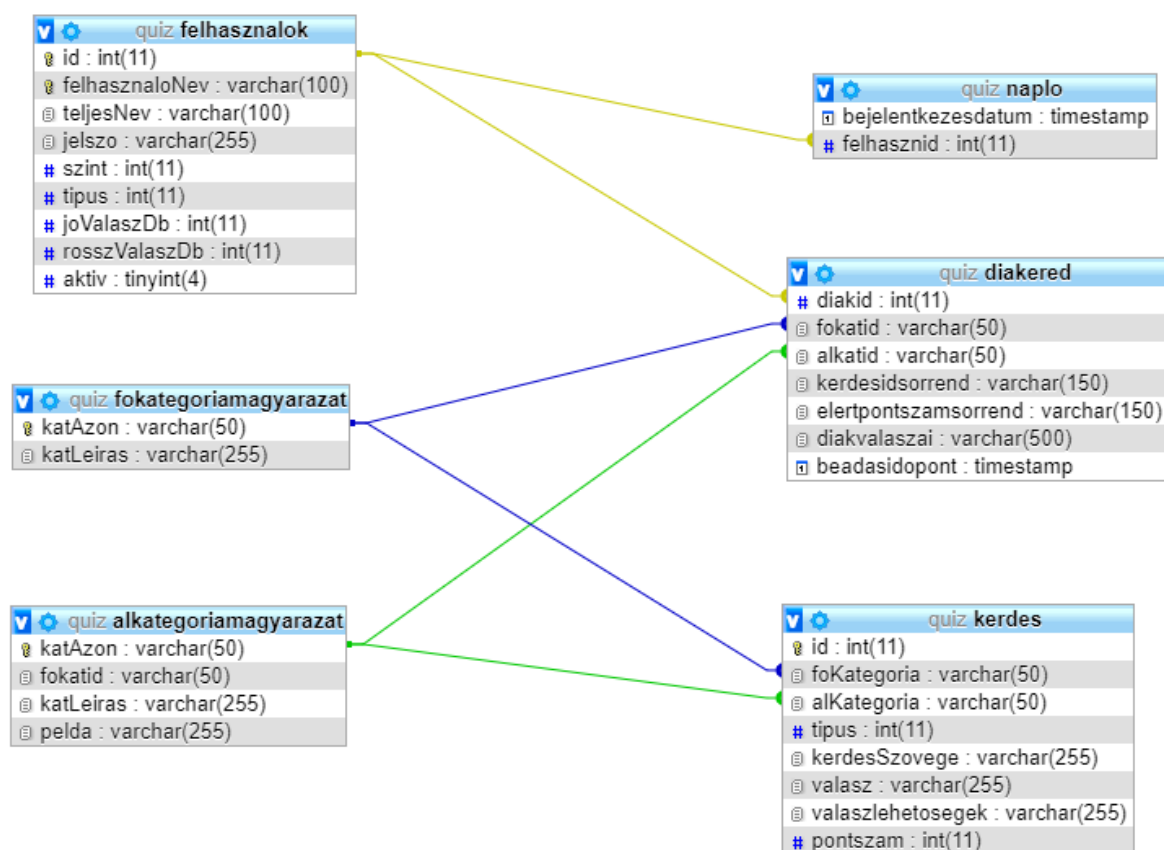 quiz felhasznalok
id : int(11)
felhasznaloNev : varchar(100)
teljesNev : varchar(100)
jelszo : varchar(255)
szint : int(11)
tipus : int(11)
joValaszDb : int(11)
rosszValaszDb : int(11)
aktiv : tinyint(4)
quiz naplo
bejelentkezesdatum : timestamp
felhasznid : int(11)
quiz diakered
diakid : int(11)
fokatid : varchar(50)
alkatid : varchar(50)
kerdesidsorrend : varchar(150)
elertpontszamsorrend : varchar(150)
diakvalaszai : varchar(500)
beadasidopont : timestamp
quiz fokategoriamagyarazat
katAzon : varchar(50)
katLeiras : varchar(255)
quiz alkategoriamagyarazat
katAzon : varchar(50)
fokatid : varchar(50)
katLeiras : varchar(255)
pelda : varchar(255)
quiz kerdes
id : int(11)
foKategoria : varchar(50)
alKategoria : varchar(50)
tipus : int(11)
kerdesSzovege : varchar(255)
valasz : varchar(255)
valaszlehetosegek : varchar(255)
pontszam : int(11)